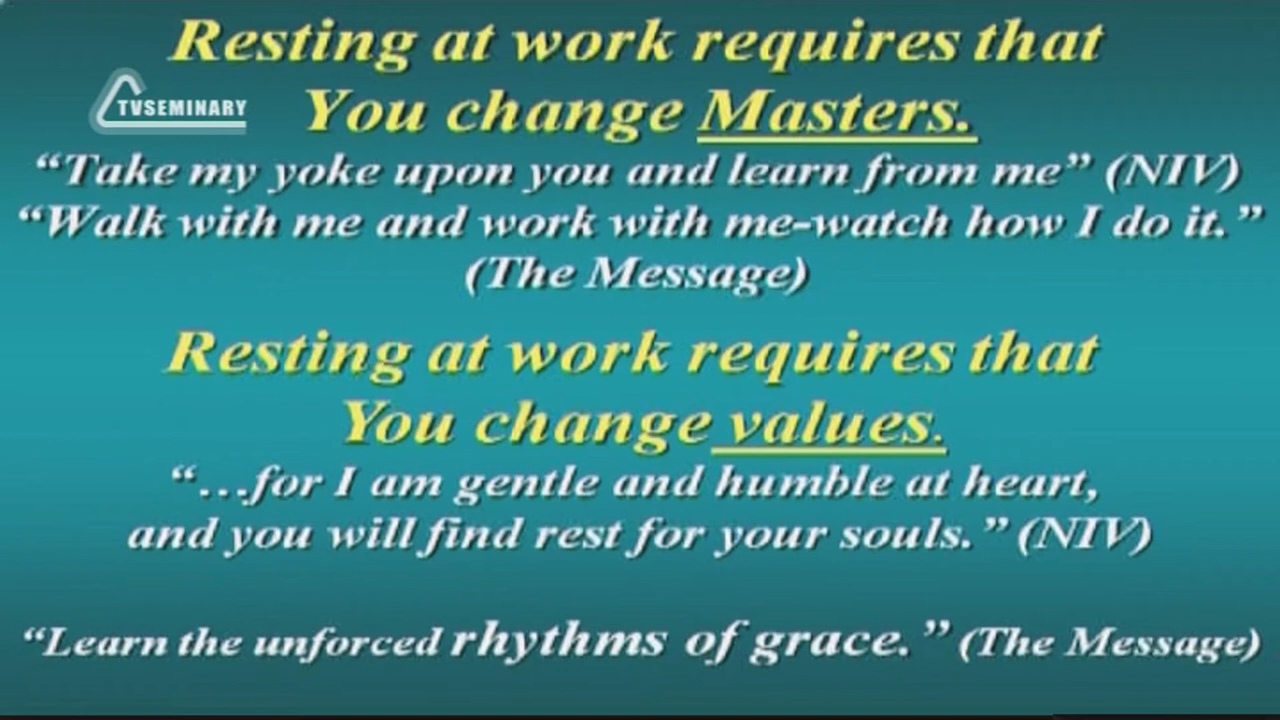 Resting at work requires that
TVSEMINARY
You change Masters.
“Take my yoke upon you and learn from me” (NIV)
“Walk with me and work with me-watch how I do it.”
(The Message)
Resting at work requires that
You change values.
“…for I am gentle and humble at heart,
and you will find rest for your souls.” (NIV)
“Learn the unforced rhythms of grace.” (The Message)